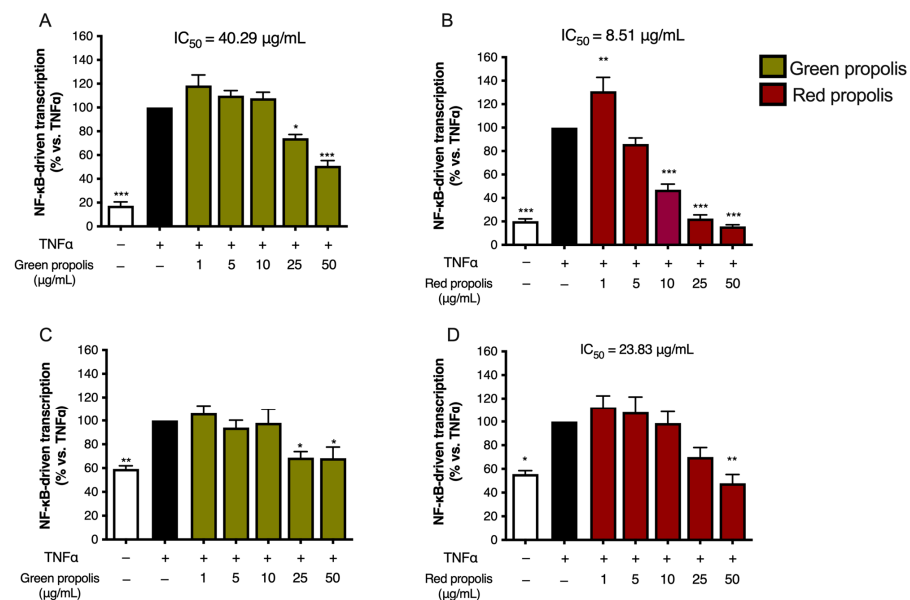 A
IC50 = 40.29 µg/mL
NF-κB-driven transcription
(% vs. TNFα)
160
140
120
100
80
60
40
20
0
***
*
***
TNFα – + + + + + +
Green propolis – – 1 5 10 25 50
(µg/mL)
B
IC50 = 8.51 µg/mL
NF-κB-driven transcription
(% vs. TNFα)
160
140
120
100
80
60
40
20
0
***
**
***
***
***
TNFα – + + + + + +
Red propolis – – 1 5 10 25 50
(µg/mL)
Green propolis
Red propolis
C
NF-κB-driven transcription
(% vs. TNFα)
160
140
120
100
80
60
40
20
0
**
*
*
TNFα – + + + + + +
Green propolis – – 1 5 10 25 50
(µg/mL)
D
IC50 = 23.83 µg/mL
NF-κB-driven transcription
(% vs. TNFα)
160
140
120
100
80
60
40
20
0
*
**
TNFα – + + + + + +
Red propolis – – 1 5 10 25 50
(µg/mL)